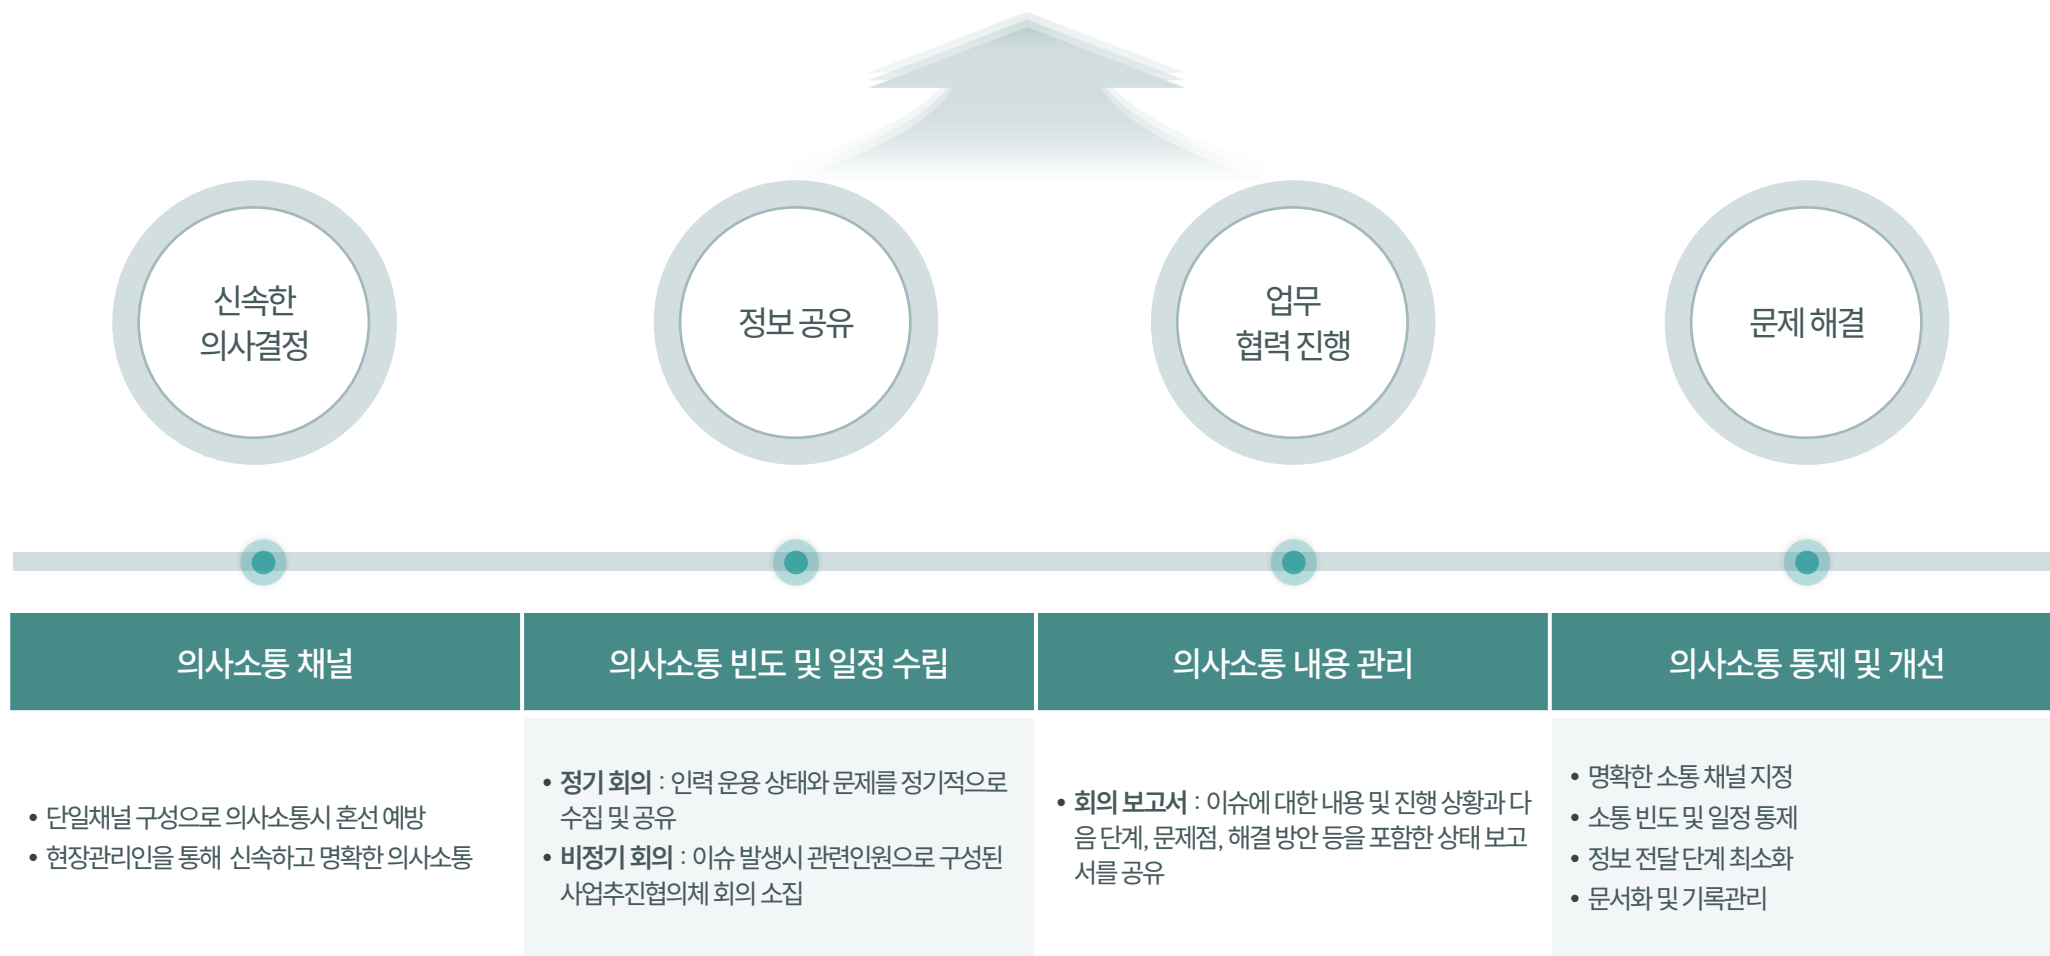 신속한
의사결정
정보 공유
업무
협력 진행
문제 해결
의사소통 채널
의사소통 빈도 및 일정 수립
의사소통 내용 관리
의사소통 통제 및 개선
• 단일채널 구성으로 의사소통시 혼선 예방
• 현장관리인을 통해 신속하고 명확한 의사소통
• 정기 회의 : 인력 운용 상태와 문제를 정기적으로
수집 및 공유
• 비정기 회의 : 이슈 발생시 관련인원으로 구성된
사업추진협의체 회의 소집
• 회의 보고서 : 이슈에 대한 내용 및 진행 상황과 다
음 단계, 문제점, 해결 방안 등을 포함한 상태 보고
서를 공유
• 명확한 소통 채널 지정
• 소통 빈도 및 일정 통제
• 정보 전달 단계 최소화
• 문서화 및 기록관리